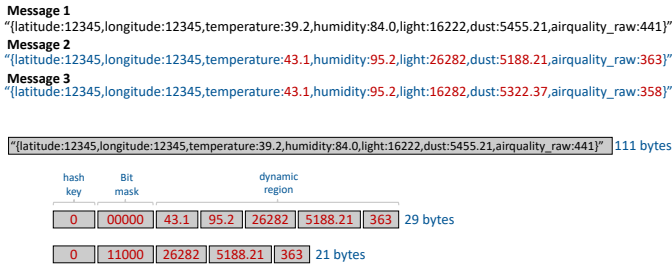 Message 1
“{latitude:12345,longitude:12345,temperature:39.2,humidity:84.0,light:16222,dust:5455.21,airquality_raw:441}”
Message 2
“{latitude:12345,longitude:12345,temperature:43.1,humidity:95.2,light:26282,dust:5188.21,airquality_raw:363}”
Message 3
“{latitude:12345,longitude:12345,temperature:43.1,humidity:95.2,light:16282,dust:5322.37,airquality_raw:358}”
“{latitude:12345,longitude:12345,temperature:39.2,humidity:84.0,light:16222,dust:5455.21,airquality_raw:441}” 111 bytes
hash Bit dynamic
key mask region
0 00000 43.1 95.2 26282 5188.21 363 29 bytes
0 11000 26282 5188.21 363 21 bytes